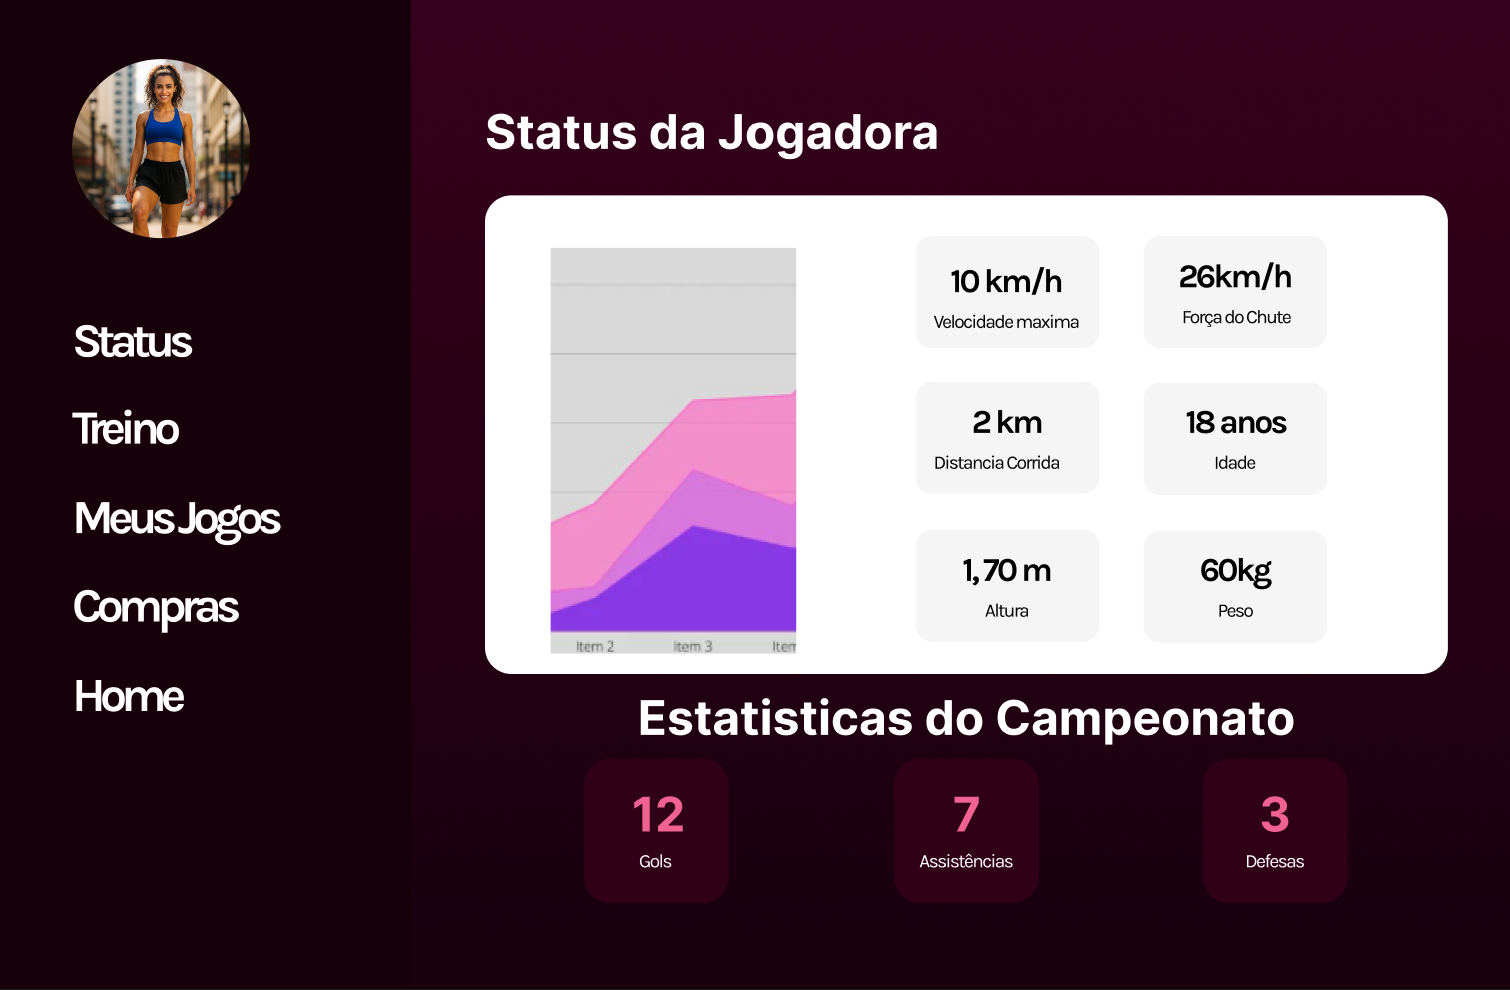 Status
Treino
Meus Jogos
Compras
Home
Status da Jogadora
Item 2
Item 3
Item
10 km/h
Velocidade maxima
26km/h
Força do Chute
2 km
Distancia Corrida
18 anos
Idade
1, 70 m
Altura
60kg
Peso
Estatisticas do Campeonato
12
Gols
7
Assistências
3
Defesas